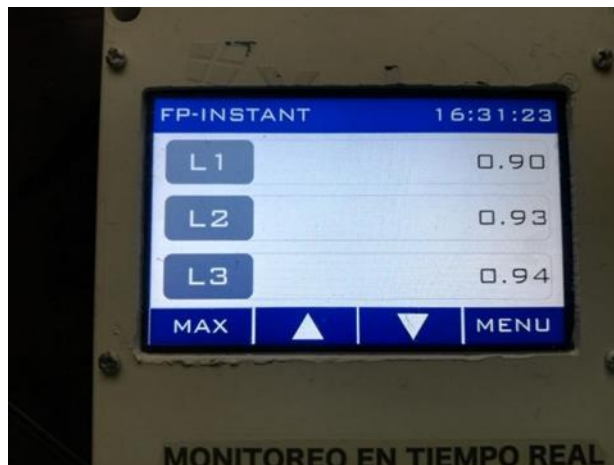 FP-INSTANT 16:31:23
L1 0.90
L2 0.93
L3 0.94
MAX MENU
MONITOREO EN TIEMPO REAL